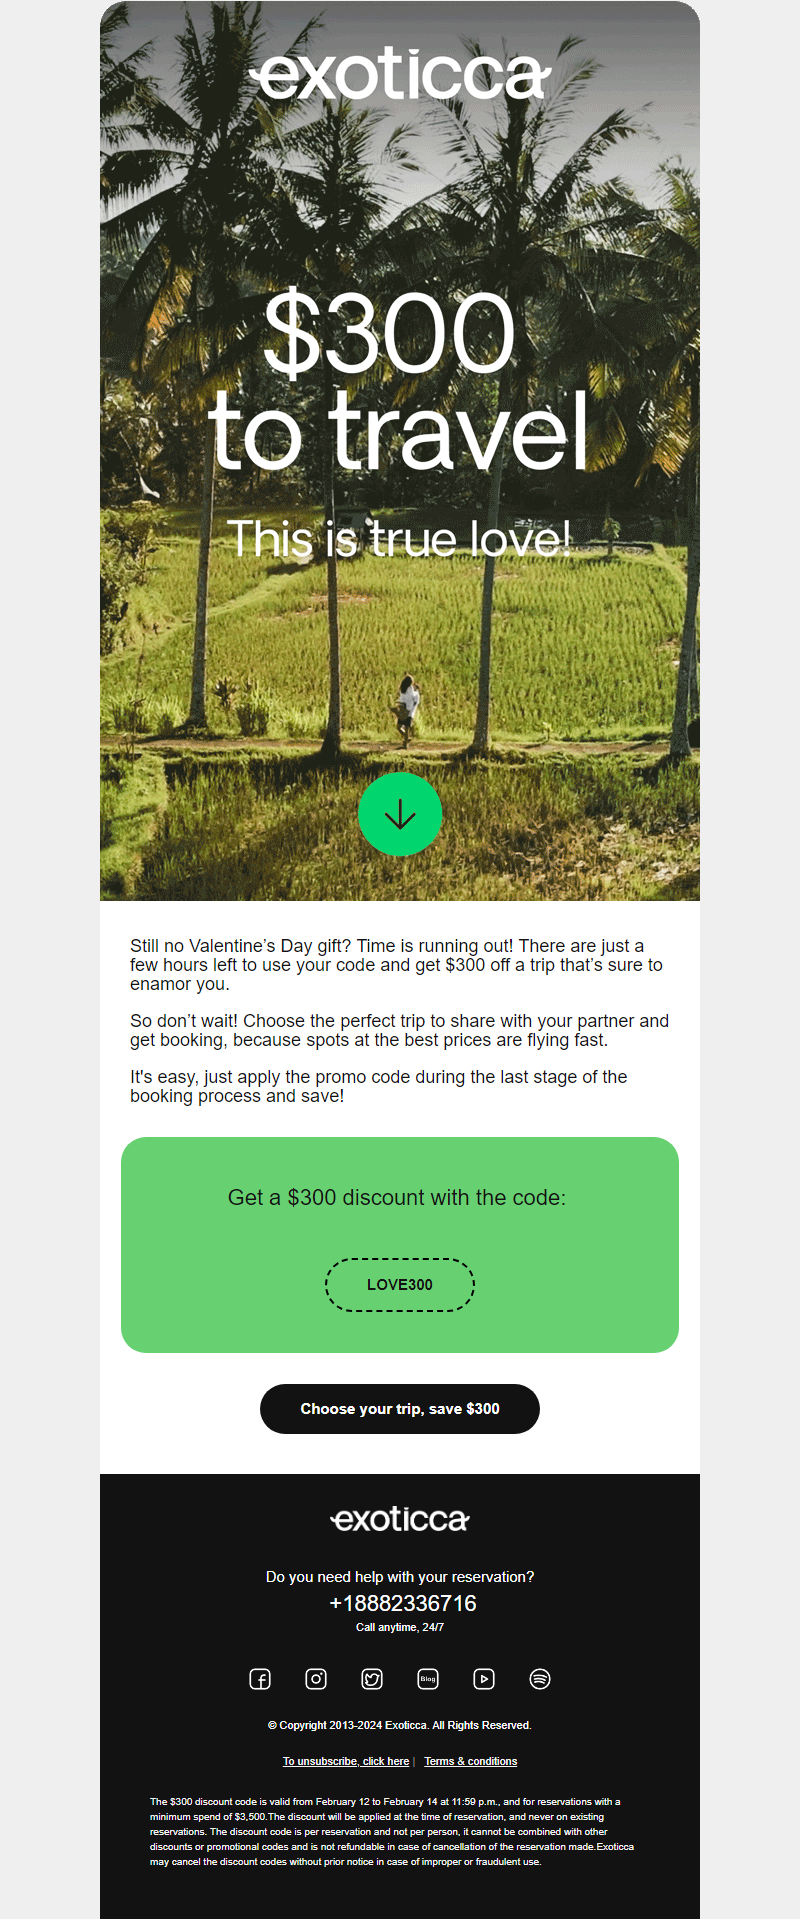 exoticca
$300
to travel
This is true love!
Still no Valentine’s Day gift? Time is running out! There are just a
few hours left to use your code and get $300 off a trip that’s sure to
enamor you.
So don’t wait! Choose the perfect trip to share with your partner and
get booking, because spots at the best prices are flying fast.
It's easy, just apply the promo code during the last stage of the
booking process and save!
Get a $300 discount with the code:
LOVE300
Choose your trip, save $300
exoticca
Do you need help with your reservation?
+18882336716
Call anytime, 24/7
Blog
© Copyright 2013-2024 Exoticca. All Rights Reserved.
To unsubscribe, click here | Terms & conditions
The $300 discount code is valid from February 12 to February 14 at 11:59 p.m., and for reservations with a
minimum spend of $3,500.The discount will be applied at the time of reservation, and never on existing
reservations. The discount code is per reservation and not per person, it cannot be combined with other
discounts or promotional codes and is not refundable in case of cancellation of the reservation made.Exoticca
may cancel the discount codes without prior notice in case of improper or fraudulent use.